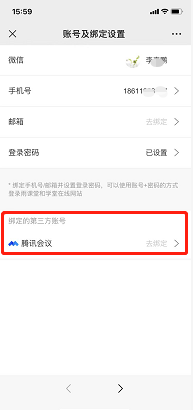 15:59
账号及绑定设置
微信 李
手机号 18611
邮箱 去绑定
登录密码 已设置
* 绑定手机号/邮箱并设置登录密码，可以使用账号+密码的方式
登录雨课堂和学堂在线网站
绑定的第三方账号
腾讯会议 去绑定